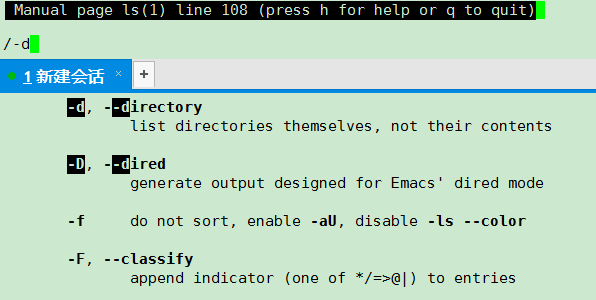 Manual page ls(1) line 108 (press h for help or q to quit)
/-d
1 新建会话 × +
-d, --directory
list directories themselves, not their contents
-D, --dired
generate output designed for Emacs' dired mode
-f do not sort, enable -aU, disable -ls --color
-F, --classify
append indicator (one of */=>@|) to entries